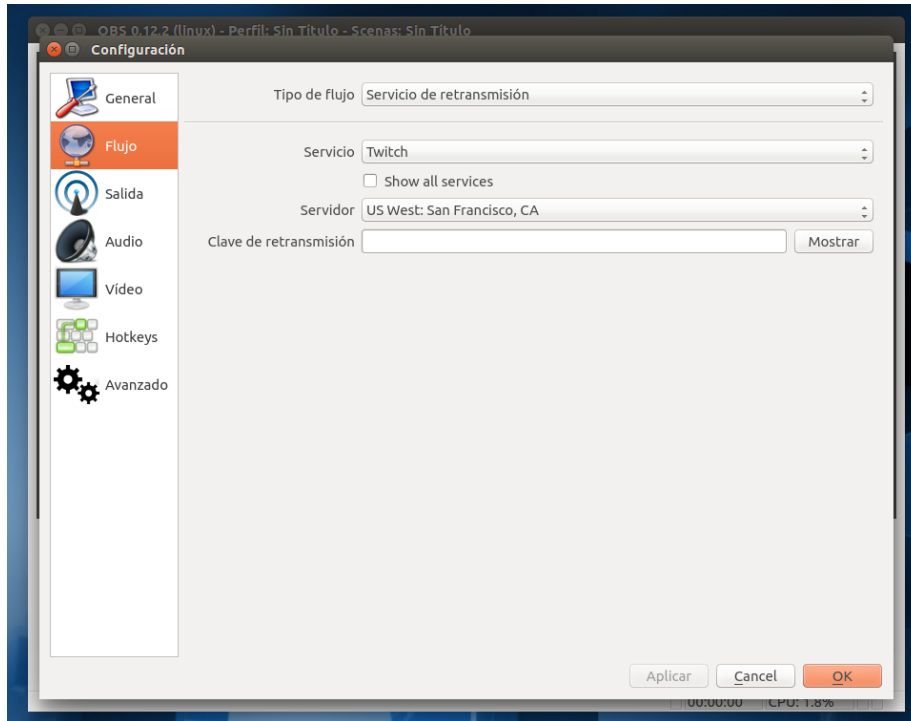 OBS 0.12.2 (linux) - Perfil: Sin Título - Scenas: Sin Título
Configuración
General
Flujo
Salida
Audio
Vídeo
Hotkeys
Avanzado
Tipo de flujo Servicio de retransmisión
Servicio Twitch
Show all services
Servidor US West: San Francisco, CA
Clave de retransmisión Mostrar
Aplicar Cancel OK
00:00:00 CPU: 1.8%